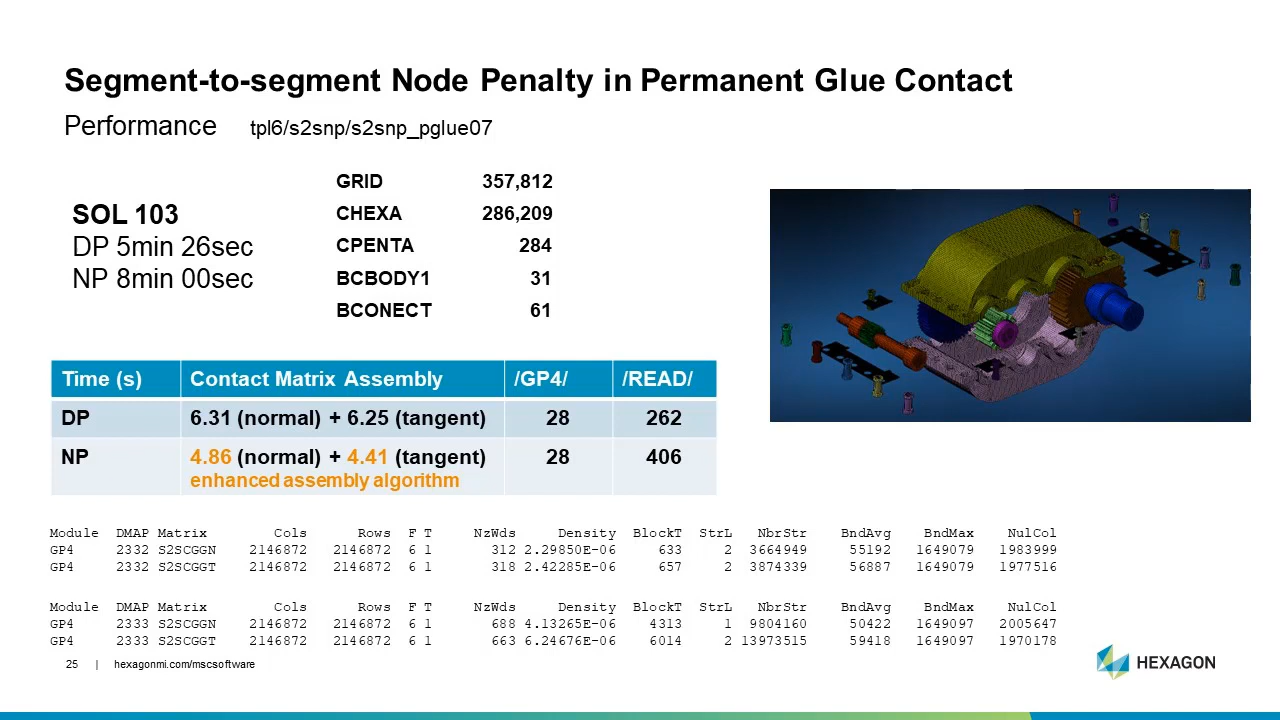 Segment-to-segment Node Penalty in Permanent Glue Contact
Performance tpl6/s2snp/s2snp_pglue07
SOL 103
DP 5min 26sec
NP 8min 00sec
GRID 357,812
CHEXA 286,209
CPENTA 284
BCBODY1 31
BCONECT 61
Time (s) Contact Matrix Assembly /GP4/ /READ/
DP 6.31 (normal) + 6.25 (tangent) 28 262
NP 4.86 (normal) + 4.41 (tangent) 28 406
enhanced assembly algorithm
Module DMAP Matrix Cols Rows F T NzWds Density BlockT StrL NbrStr BndAvg BndMax NulCol
GP4 2332 S2SCGGN 2146872 2146872 6 1 312 2.29850E-06 633 2 3664949 55192 1649079 1983999
GP4 2332 S2SCGGT 2146872 2146872 6 1 318 2.42285E-06 657 2 3874339 56887 1649079 1977516
Module DMAP Matrix Cols Rows F T NzWds Density BlockT StrL NbrStr BndAvg BndMax NulCol
GP4 2333 S2SCGGN 2146872 2146872 6 1 688 4.13265E-06 4313 1 9804160 50422 1649097 2005647
GP4 2333 S2SCGGT 2146872 2146872 6 1 663 6.24676E-06 6014 2 13973515 59418 1649097 1970178
25 | hexagonmi.com/mscsoftware
HEXAGON